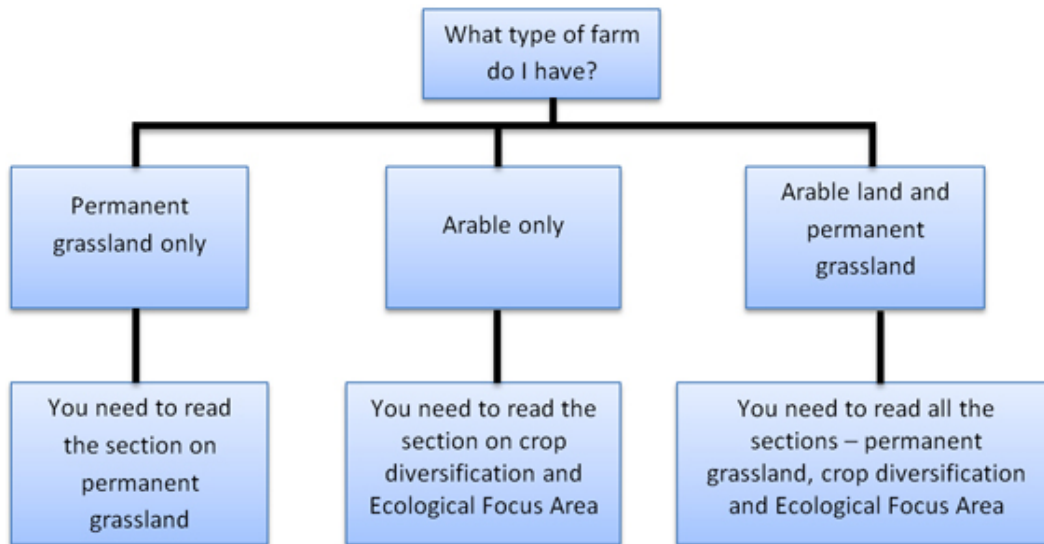 What type of farm
do I have?
Permanent
grassland only
Arable only
Arable land and
permanent
grassland
You need to read
the section on
permanent
grassland
You need to read the
section on crop
diversification and
Ecological Focus Area
You need to read all the
sections – permanent
grassland, crop diversification
and Ecological Focus Area